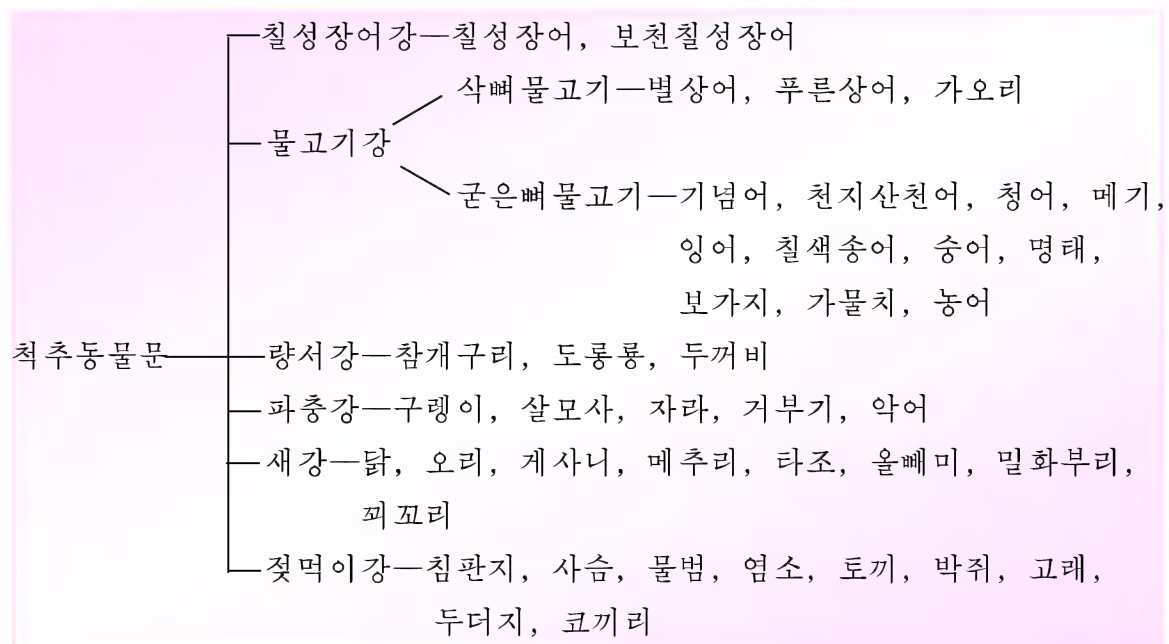 칠성장어강—칠성장어, 보천칠성장어
삭뼈물고기—별상어, 푸른상어, 가오리
물고기강
굳은뼈물고기—기념어, 천지산천어, 청어, 메기,
잉어, 칠색송어, 숭어, 명태,
보가지, 가물치, 농어
척추동물문
량서강—참개구리, 도롱룡, 두꺼비
파충강—구렝이, 살모사, 자라, 거부기, 악어
새강—닭, 오리, 게사니, 메추리, 타조, 올빼미, 밀화부리,
꾀꼬리
젖먹이강—침판지, 사슴, 물범, 염소, 토끼, 박쥐, 고래,
두더지, 코끼리